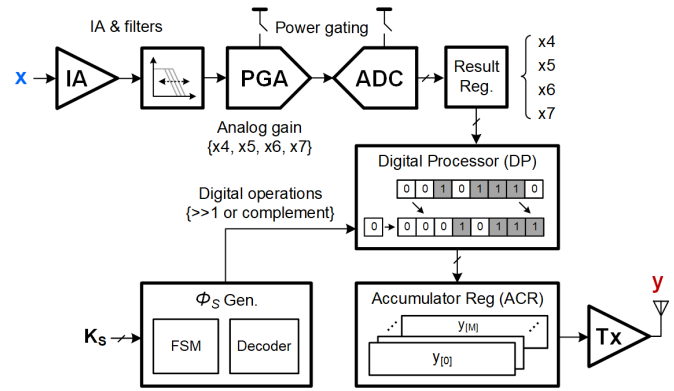 IA & filters
Power gating
x
IA
PGA
ADC
Result
Reg.
x4
x5
x6
x7
Analog gain
{x4, x5, x6, x7}
Digital Processor (DP)
0 0 1 0 1 1 1 0
0 0 0 0 1 0 1 1 1
Digital operations
{>>1 or complement}
Φ_S Gen.
K_S
FSM
Decoder
Accumulator Reg (ACR)
y[M]
y[0]
Tx
y